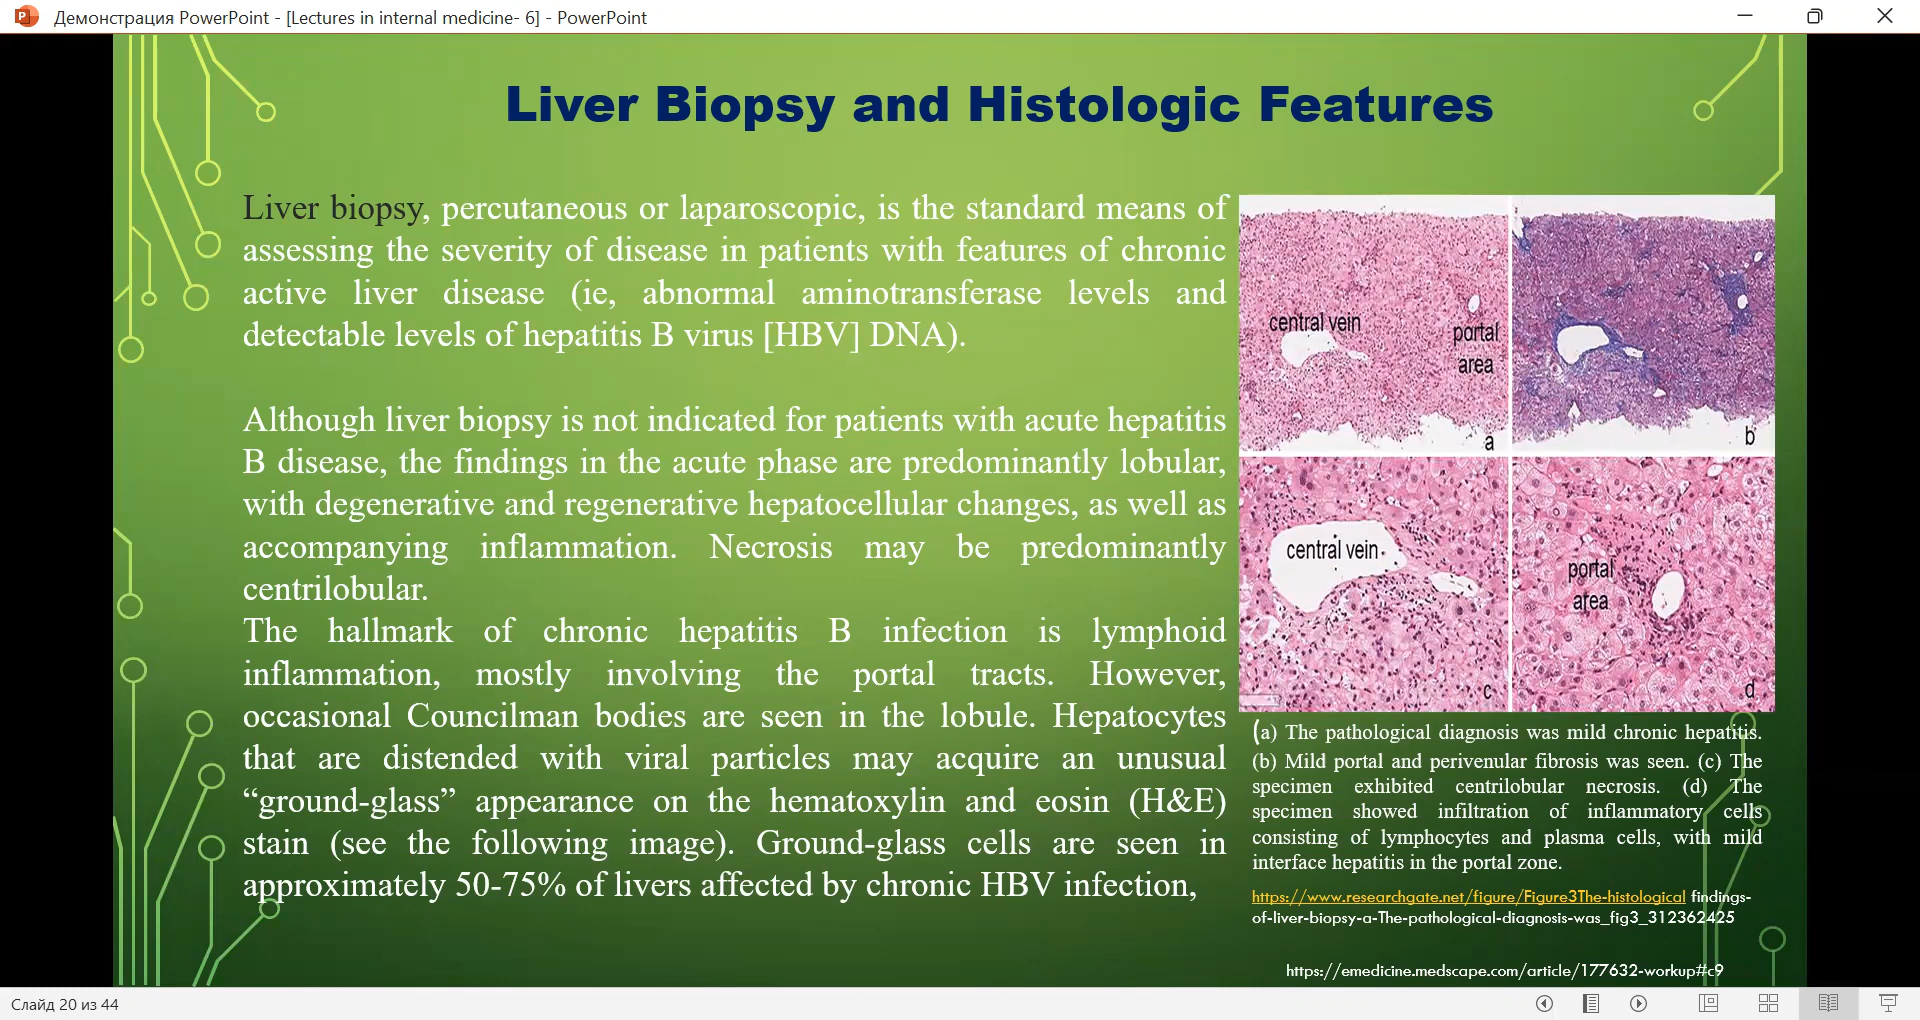 Демонстрация PowerPoint - [Lectures in internal medicine- 6] - PowerPoint
Liver Biopsy and Histologic Features
Liver biopsy, percutaneous or laparoscopic, is the standard means of
assessing the severity of disease in patients with features of chronic
active liver disease (ie, abnormal aminotransferase levels and
detectable levels of hepatitis B virus [HBV] DNA).
Although liver biopsy is not indicated for patients with acute hepatitis
B disease, the findings in the acute phase are predominantly lobular,
with degenerative and regenerative hepatocellular changes, as well as
accompanying inflammation. Necrosis may be predominantly
centrilobular.
The hallmark of chronic hepatitis B infection is lymphoid
inflammation, mostly involving the portal tracts. However,
occasional Councilman bodies are seen in the lobule. Hepatocytes
that are distended with viral particles may acquire an unusual
“ground-glass” appearance on the hematoxylin and eosin (H&E)
stain (see the following image). Ground-glass cells are seen in
approximately 50-75% of livers affected by chronic HBV infection,
central vein
portal
area
a
b
central vein
c
portal
area
d
(a) The pathological diagnosis was mild chronic hepatitis.
(b) Mild portal and perivenular fibrosis was seen. (c) The
specimen exhibited centrilobular necrosis. (d) The
specimen showed infiltration of inflammatory cells
consisting of lymphocytes and plasma cells, with mild
interface hepatitis in the portal zone.
https://www.researchgate.net/figure/Figure3The-histological findings-
of-liver-biopsy-a-The-pathological-diagnosis-was_fig3_312362425
https://emedicine.medscape.com/article/177632-workup#c9
Слайд 20 из 44